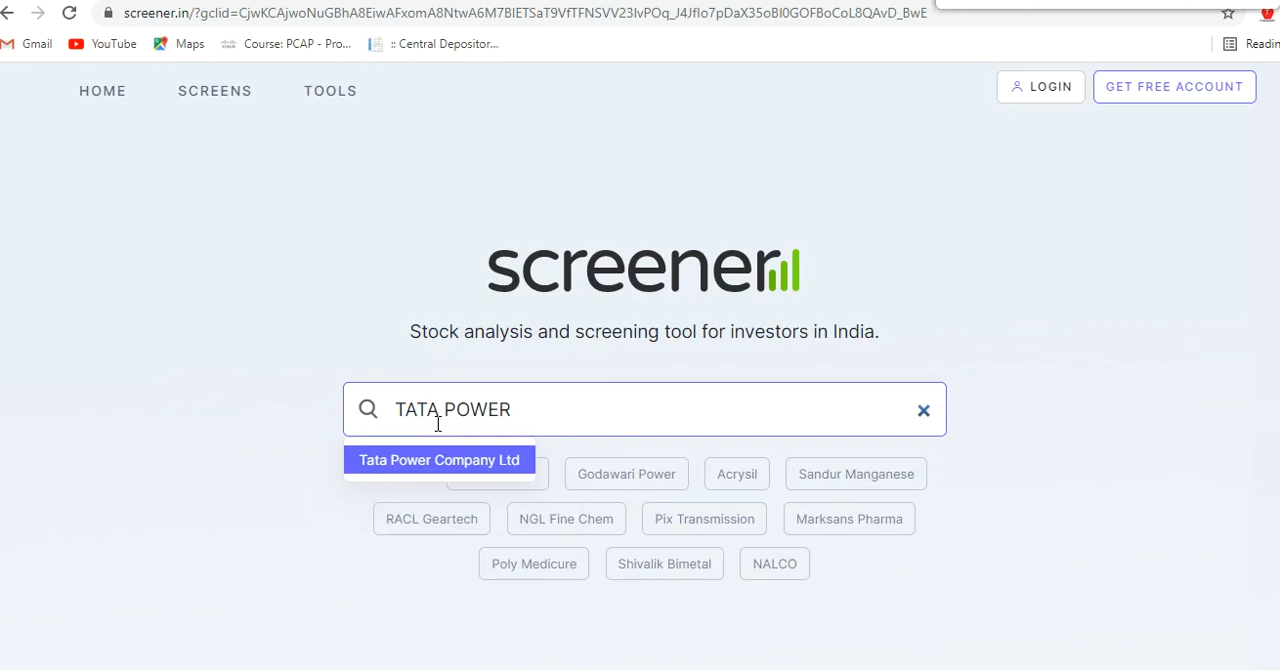 screener.in/?gclid=CjwKCAjwoNuGBhA8EiwAFxomA8NtwA6M7BIETSaT9VfTFNSVV23IvPOq_J4Jflo7pDaX35oBI0GOFBoCoL8QAvD_BwE
Gmail YouTube Maps Course: PCAP - Pro... :: Central Depositor... Readin
HOME SCREENS TOOLS LOGIN GET FREE ACCOUNT
screener
Stock analysis and screening tool for investors in India.
TATA POWER
Tata Power Company Ltd
Godawari Power Acrysil Sandur Manganese
RACL Geartech NGL Fine Chem Pix Transmission Marksans Pharma
Poly Medicure Shivalik Bimetal NALCO